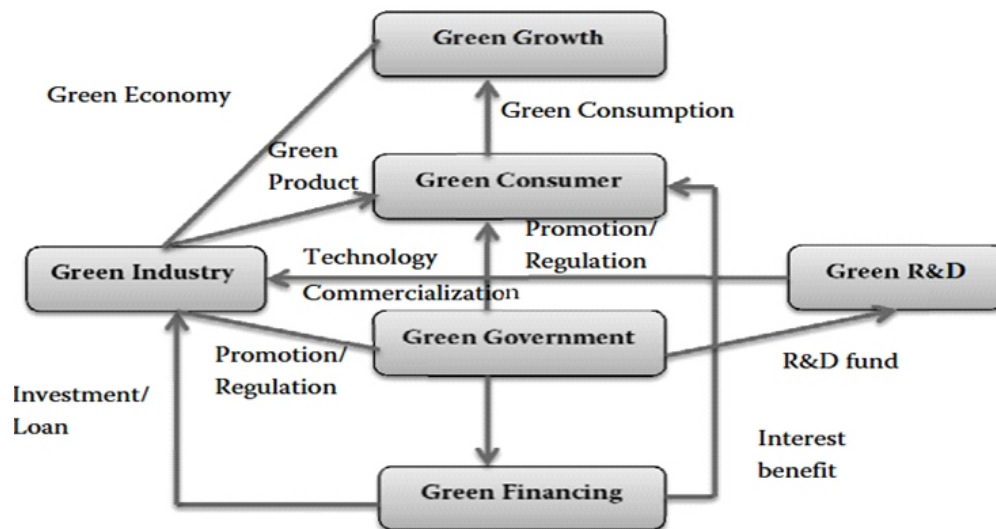 Green Growth
Green Economy
Green Consumption
Green
Product
Green Consumer
Promotion/
Regulation
Technology
Commercialization
Green Industry
Green R&D
Green Government
Promotion/
Regulation
R&D fund
Investment/
Loan
Interest
benefit
Green Financing